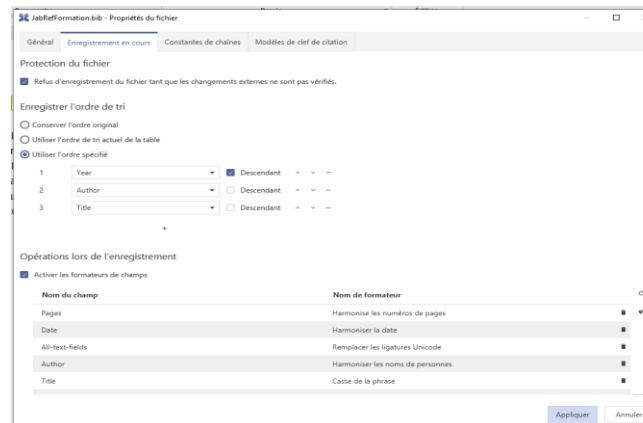 JabRefFormation.bib - Propriétés du fichier
Général Enregistrement en cours Constantes de chaînes Modèles de clef de citation
Protection du fichier
Refus d'enregistrement du fichier tant que les changements externes ne sont pas vérifiés.
Enregistrer l'ordre de tri
Conserver l'ordre original
Utiliser l'ordre de tri actuel de la table
Utiliser l'ordre spécifié
1 Year Descendant
2 Author Descendant
3 Title Descendant
+
Opérations lors de l'enregistrement
Activer les formateurs de champs
Nom du champ Nom de formateur
Pages Harmonise les numéros de pages
Date Harmoniser la date
All-text-fields Remplacer les ligatures Unicode
Author Harmoniser les noms de personnes
Title Casse de la phrase
Appliquer Annuler